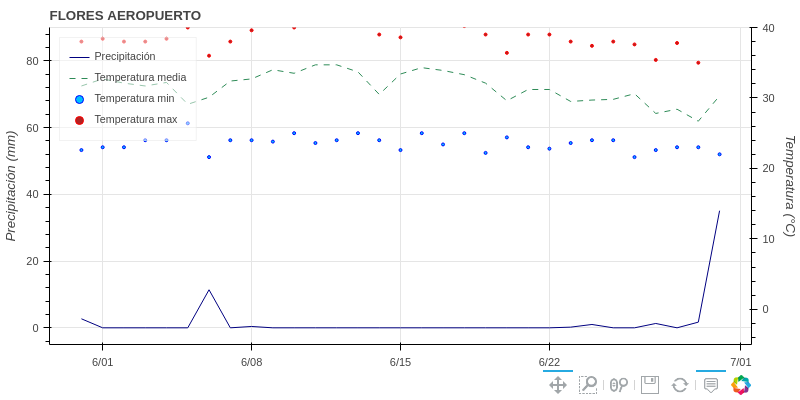 FLORES AEROPUERTO
Precipitación
Temperatura media
Temperatura min
Temperatura max
Precipitación (mm)
80
60
40
20
0
Temperatura (°C)
40
30
20
10
0
6/01
6/08
6/15
6/22
7/01